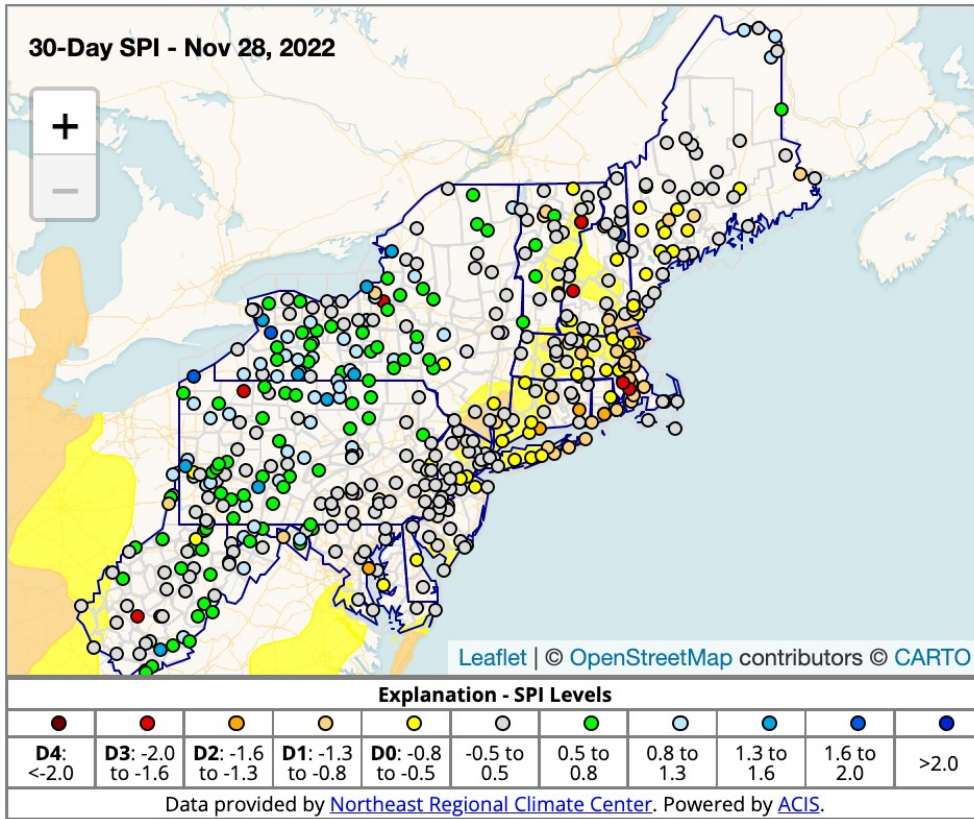 30-Day SPI - Nov 28, 2022
+
−
Leaflet | © OpenStreetMap contributors © CARTO
Explanation - SPI Levels
D4: <-2.0
D3: -2.0 to -1.6
D2: -1.6 to -1.3
D1: -1.3 to -0.8
D0: -0.8 to -0.5
-0.5 to 0.5
0.5 to 0.8
0.8 to 1.3
1.3 to 1.6
1.6 to 2.0
>2.0
Data provided by Northeast Regional Climate Center. Powered by ACIS.